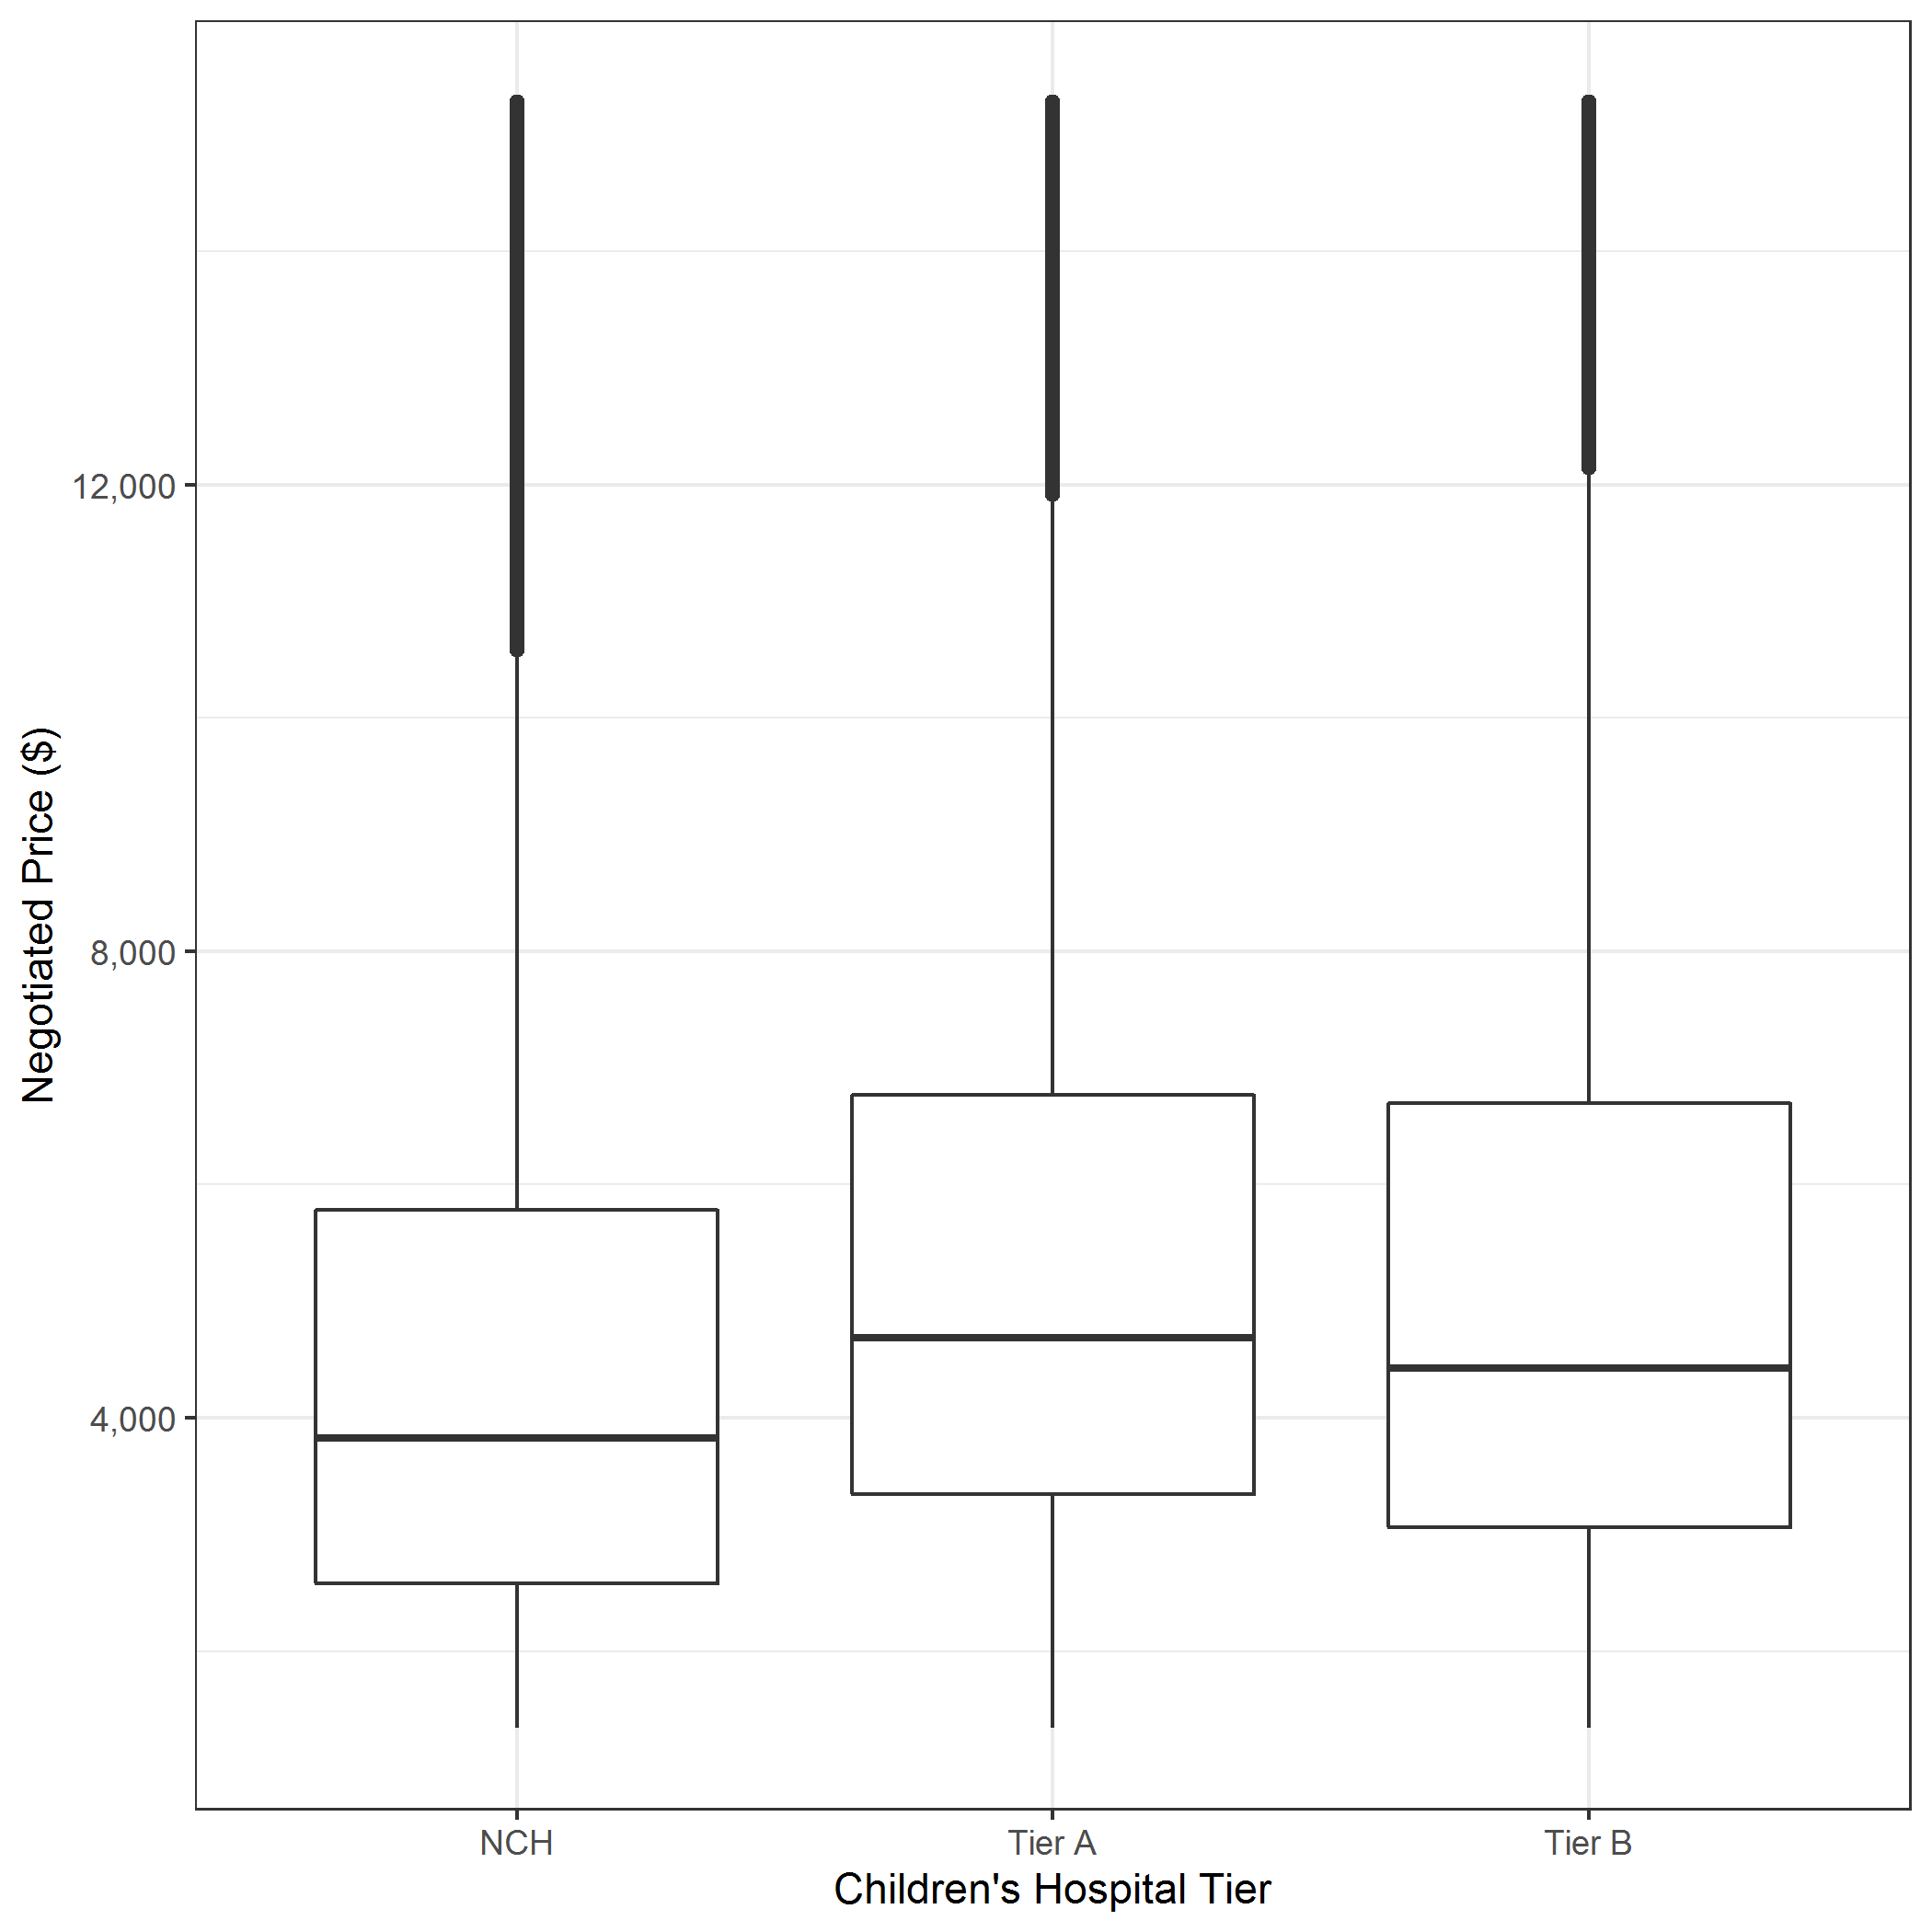 Negotiated Price ($)
12,000
8,000
4,000
NCH
Tier A
Tier B
Children's Hospital Tier